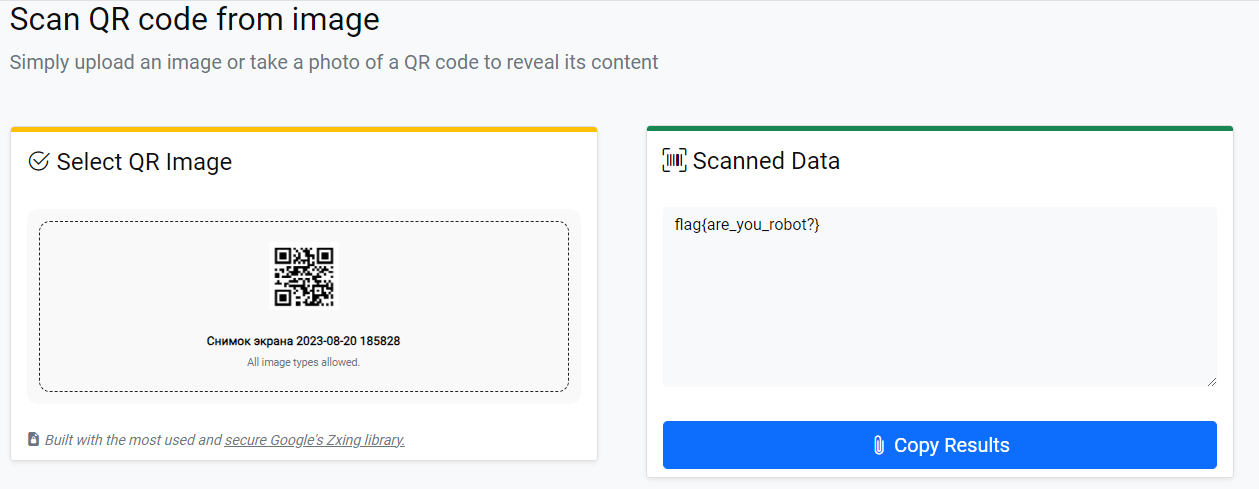 Scan QR code from image
Simply upload an image or take a photo of a QR code to reveal its content
Select QR Image
Снимок экрана 2023-08-20 185828
All image types allowed.
Built with the most used and secure Google's Zxing library.
Scanned Data
flag{are_you_robot?}
Copy Results